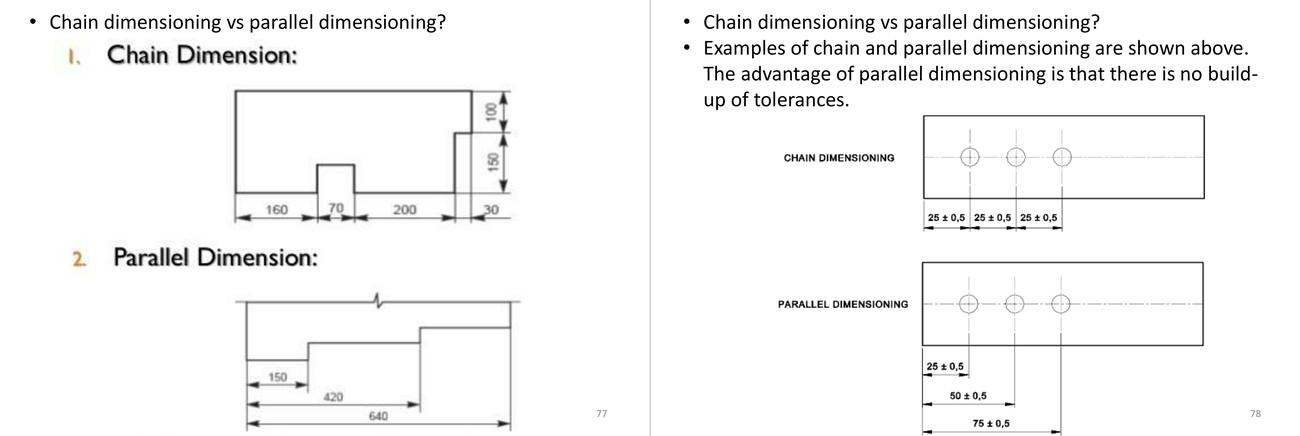 • Chain dimensioning vs parallel dimensioning?
1. Chain Dimension:
100
150
160
70
200
30
2. Parallel Dimension:
150
420
640
77
• Chain dimensioning vs parallel dimensioning?
• Examples of chain and parallel dimensioning are shown above.
The advantage of parallel dimensioning is that there is no build-
up of tolerances.
CHAIN DIMENSIONING
25 ± 0,5 25 ± 0,5 25 ± 0,5
PARALLEL DIMENSIONING
25 ± 0,5
50 ± 0,5
75 ± 0,5
78